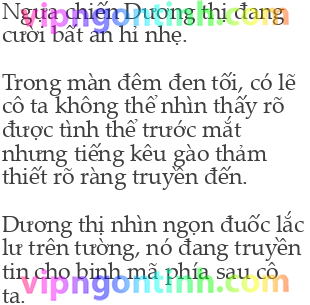 Ngựa chiến Dương thị đang
cưỡi bất an hí nhẹ.
Trong màn đêm đen tối, có lẽ
cô ta không thể nhìn thấy rõ
được tình thế trước mắt
nhưng tiếng kêu gào thảm
thiết rõ ràng truyền đến.
Dương thị nhìn ngọn đuốc lắc
lư trên tường, nó đang truyền
tin cho binh mã phía sau cô
ta.
vipngontinh.com
vipngontinh.com